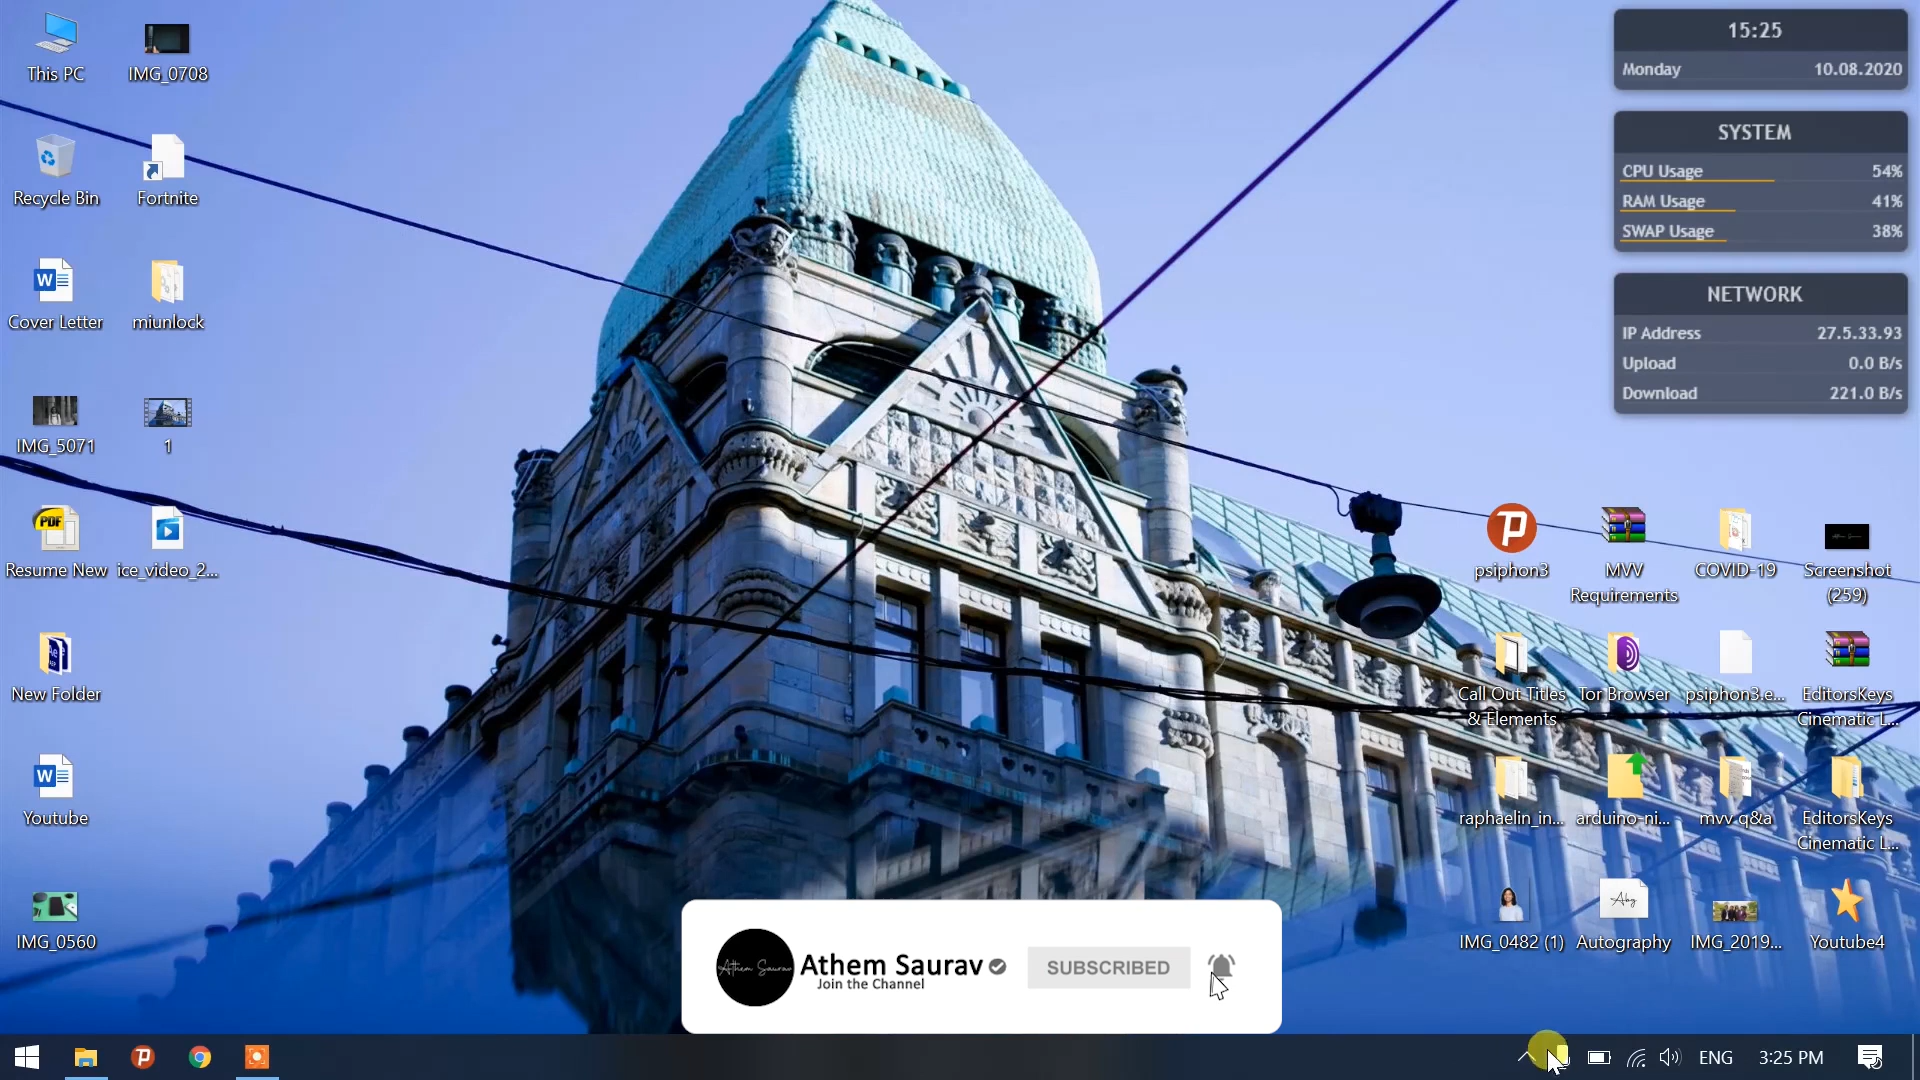 This PC
IMG_0708
Recycle Bin
Fortnite
Cover Letter
miunlock
IMG_5071
1
PDF
Resume New
ice_video_2...
New Folder
Youtube
IMG_0560
15:25
Monday 10.08.2020
SYSTEM
CPU Usage 54%
RAM Usage 41%
SWAP Usage 38%
NETWORK
IP Address 27.5.33.93
Upload 0.0 B/s
Download 221.0 B/s
psiphon3
MVV
Requirements
COVID-19
Screenshot
(259)
Call Out Titles
& Elements
Tor Browser
psiphon3.e...
EditorsKeys
Cinematic L...
raphaelin_in...
arduino-ni...
mvv q&a
EditorsKeys
Cinematic L...
IMG_0482 (1)
Autography
IMG_2019...
Youtube4
Athem Saurav
Athem Saurav
Join the Channel
SUBSCRIBED
ENG
3:25 PM